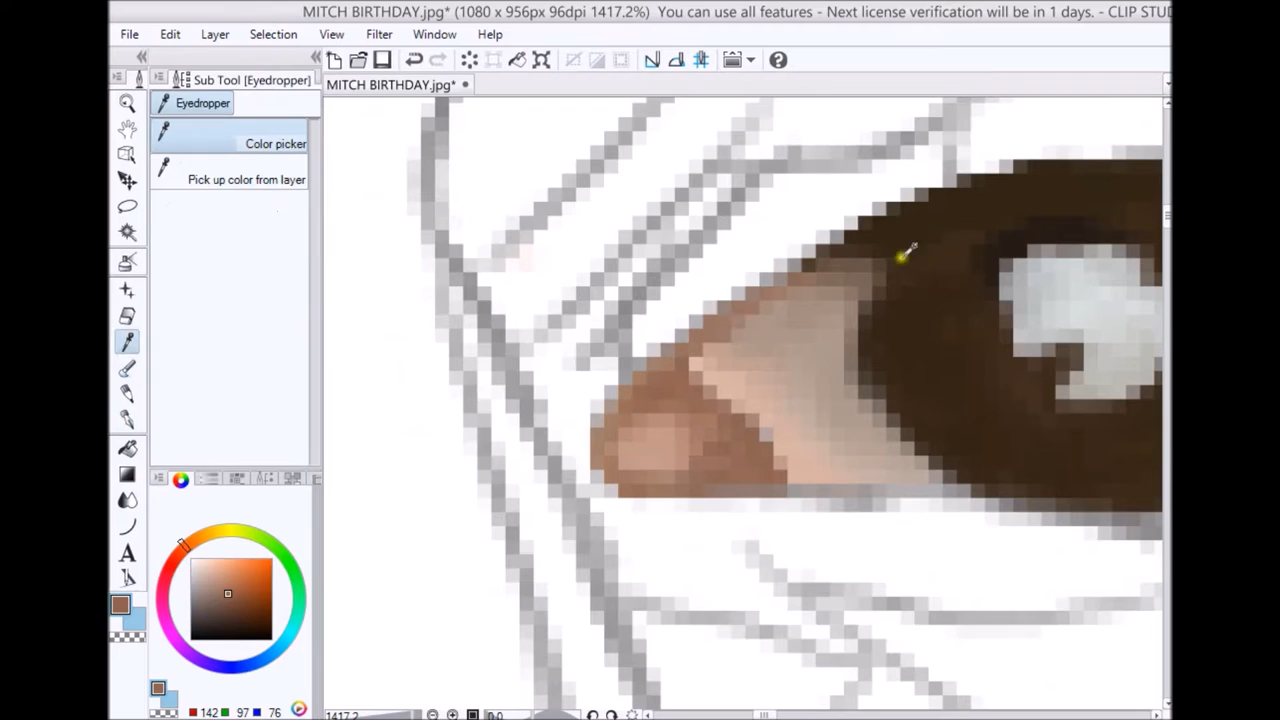 MITCH BIRTHDAY.jpg* (1080 x 956px 96dpi 1417.2%) You can use all features - Next license verification will be in 1 days. - CLIP STUD
File Edit Layer Selection View Filter Window Help
Sub Tool [Eyedropper]
MITCH BIRTHDAY.jpg*
Eyedropper
Color picker
Pick up color from layer
A
142 97 76
1417.2
0.0